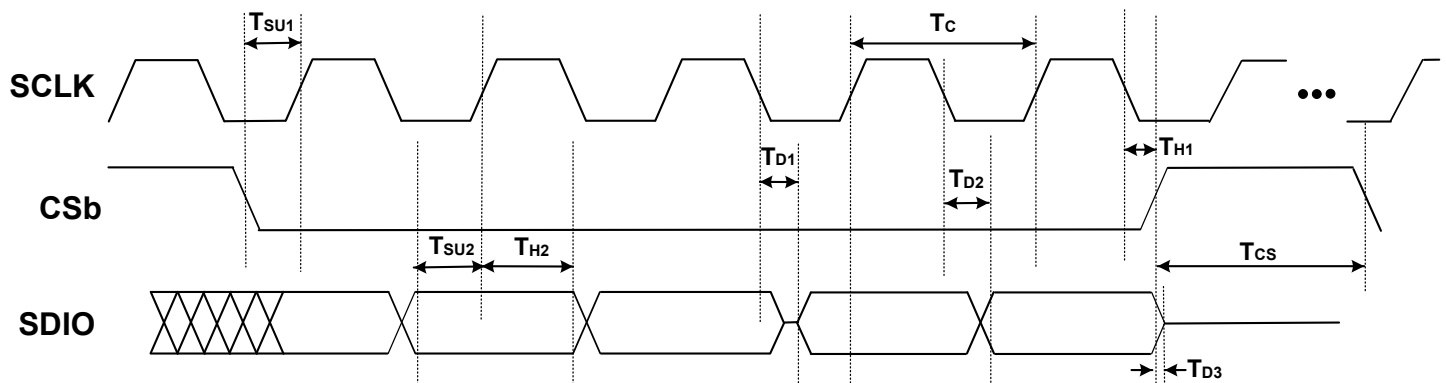 TSU1
TC
SCLK
•••
TD1
TH1
TD2
CSb
TSU2
TH2
TCS
SDIO
TD3